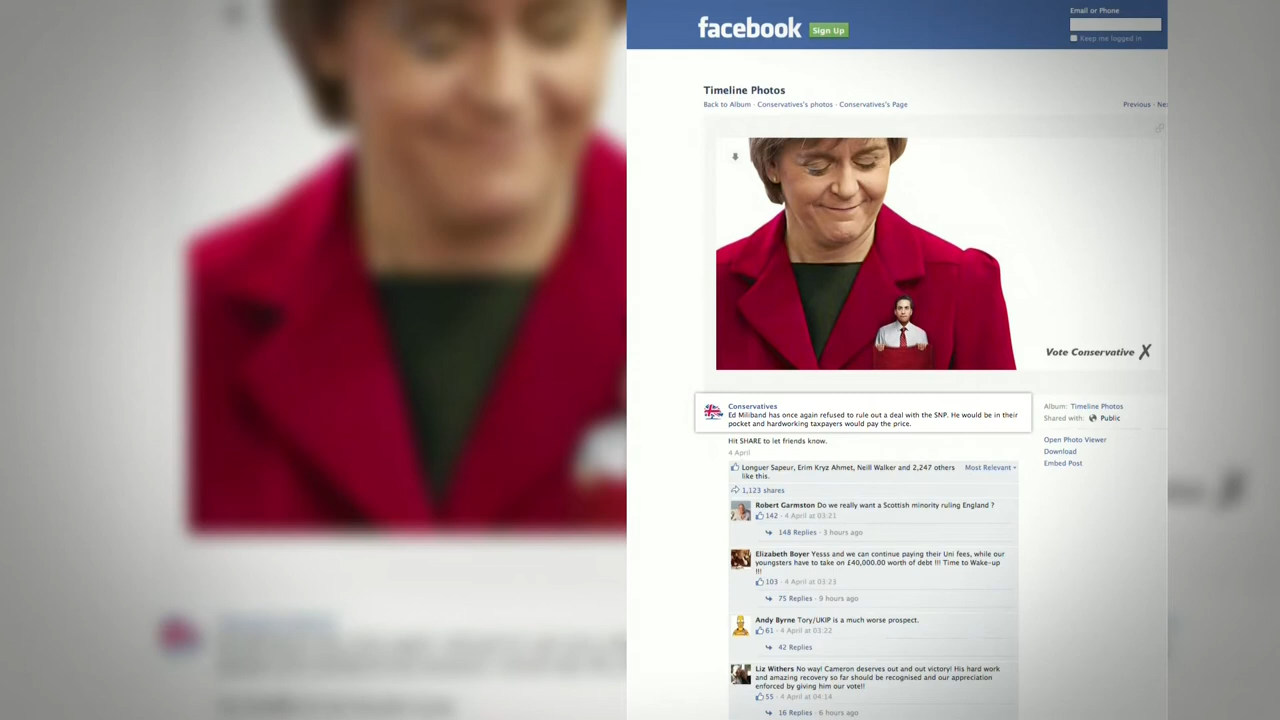 facebook
Sign Up
Email or Phone
Keep me logged in
Timeline Photos
Back to Album · Conservatives's photos · Conservatives's Page
Previous ·
Vote Conservative X
Conservatives
Ed Miliband has once again refused to rule out a deal with the SNP. He would be in their
pocket and hardworking taxpayers would pay the price.
Hit SHARE to let friends know.
4 April
Album: Timeline Photos
Shared with: Public
Open Photo Viewer
Download
Embed Post
Longuer Sapeur, Erim Kryz Ahmet, Neill Walker and 2,247 others
like this.
Most Relevant
1,123 shares
Robert Garmston Do we really want a Scottish minority ruling England ?
142 · 4 April at 03:21
148 Replies · 3 hours ago
Elizabeth Boyer Yesss and we can continue paying their Uni fees, while our
youngsters have to take on £40,000.00 worth of debt !!! Time to Wake-up
!!!
103 · 4 April at 03:23
75 Replies · 9 hours ago
Andy Byrne Tory/UKIP is a much worse prospect.
61 · 4 April at 03:22
42 Replies
Liz Withers No way! Cameron deserves out and out victory! His hard work
and amazing recovery so far should be recognised and our appreciation
enforced by giving him our vote!!
55 · 4 April at 04:14
16 Replies · 6 hours ago